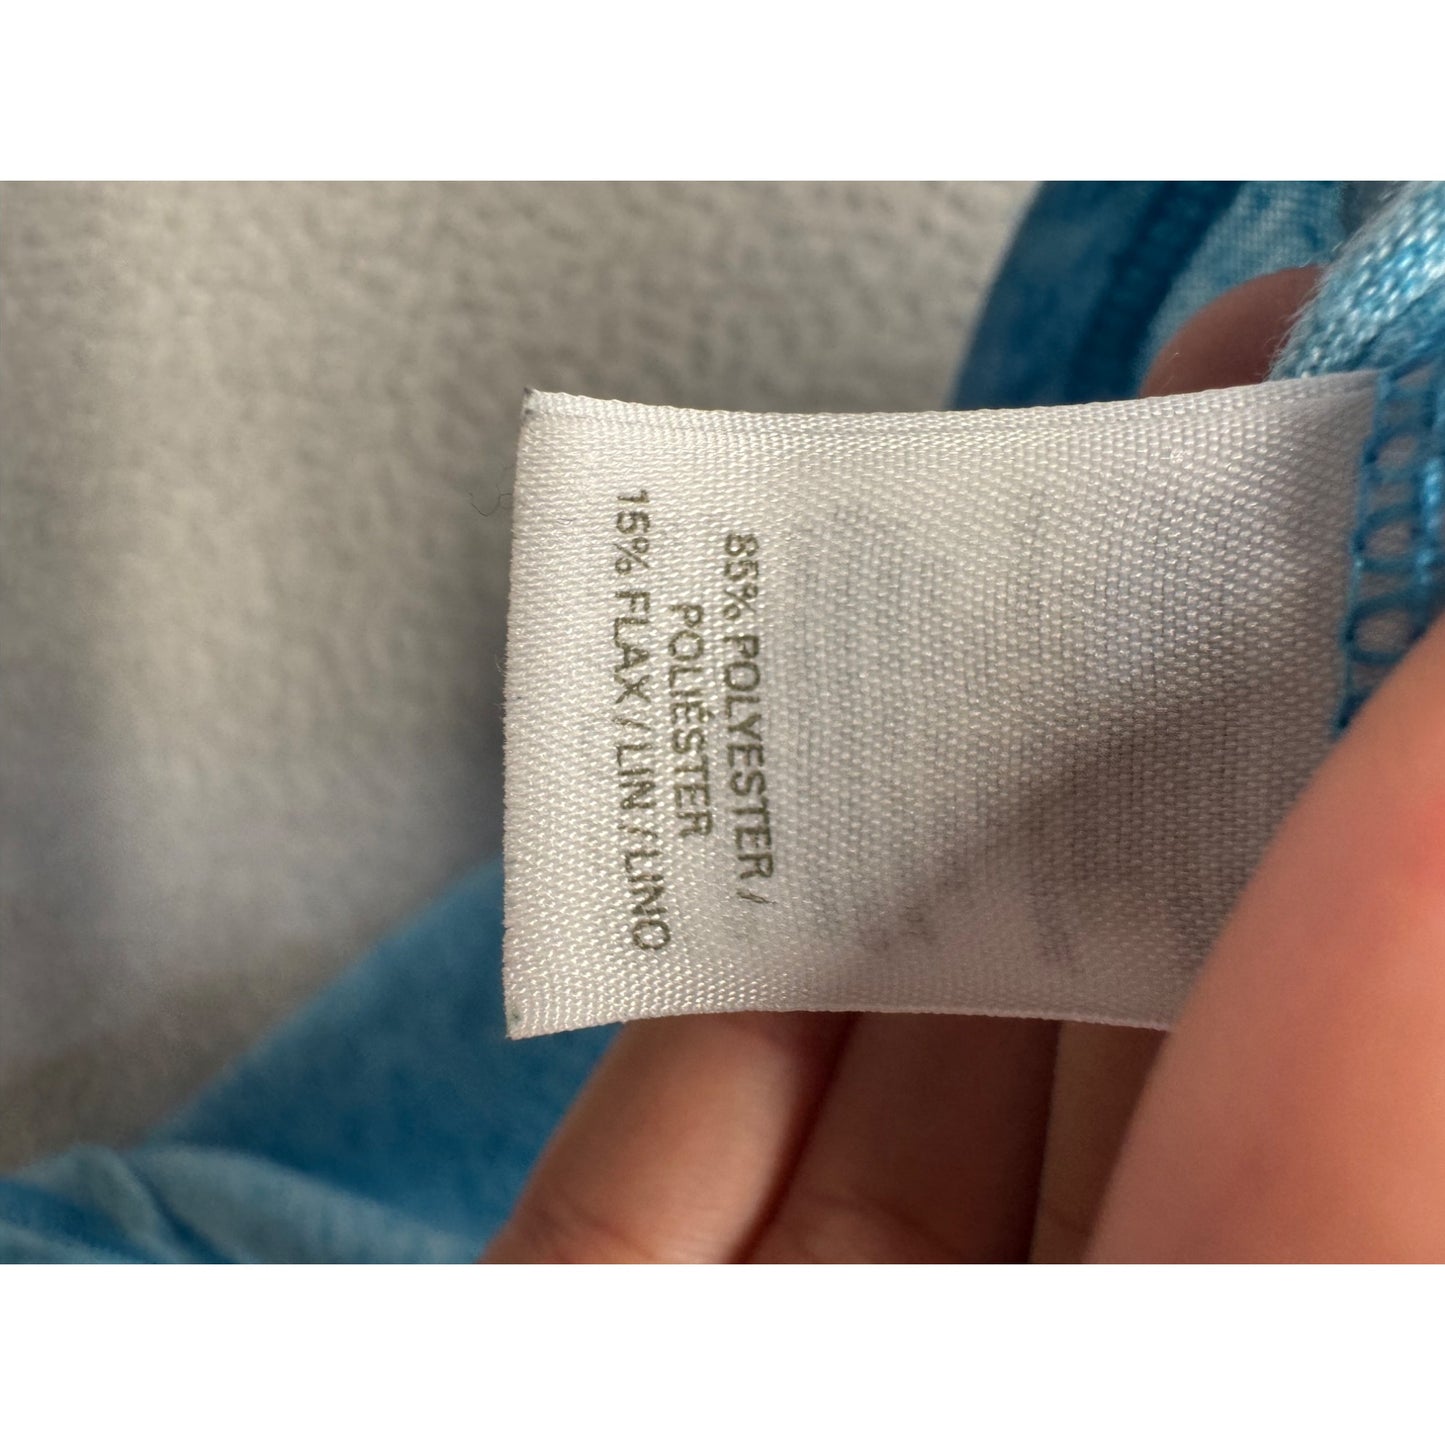 85% POLYESTER /
POLIÉSTER
15% FLAX / LIN / LINO